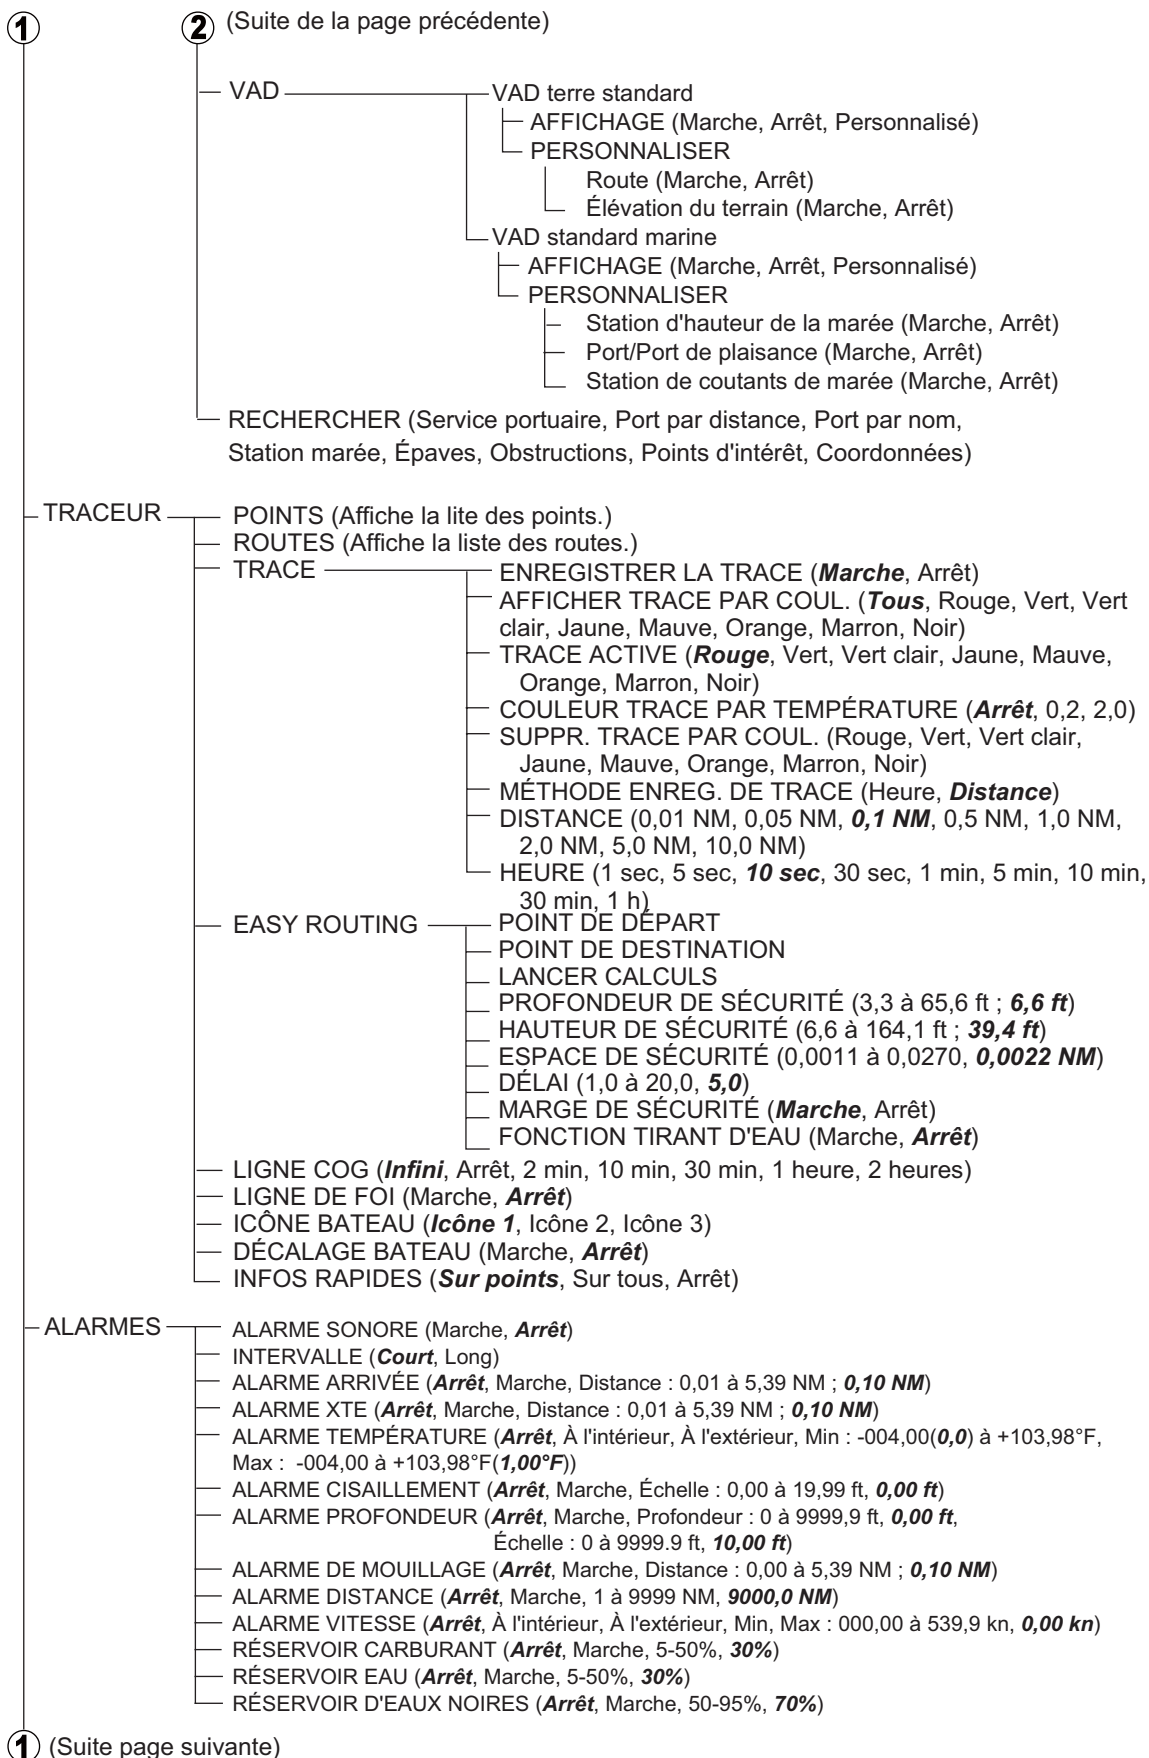 1
2 (Suite de la page précédente)
VAD
VAD terre standard
AFFICHAGE (Marche, Arrêt, Personnalisé)
PERSONNALISER
Route (Marche, Arrêt)
Élévation du terrain (Marche, Arrêt)
VAD standard marine
AFFICHAGE (Marche, Arrêt, Personnalisé)
PERSONNALISER
Station d'hauteur de la marée (Marche, Arrêt)
Port/Port de plaisance (Marche, Arrêt)
Station de coutants de marée (Marche, Arrêt)
RECHERCHER (Service portuaire, Port par distance, Port par nom,
Station marée, Épaves, Obstructions, Points d'intérêt, Coordonnées)
TRACEUR
POINTS (Affiche la lite des points.)
ROUTES (Affiche la liste des routes.)
TRACE
ENREGISTRER LA TRACE (Marche, Arrêt)
AFFICHER TRACE PAR COUL. (Tous, Rouge, Vert, Vert
clair, Jaune, Mauve, Orange, Marron, Noir)
TRACE ACTIVE (Rouge, Vert, Vert clair, Jaune, Mauve,
Orange, Marron, Noir)
COULEUR TRACE PAR TEMPÉRATURE (Arrêt, 0,2, 2,0)
SUPPR. TRACE PAR COUL. (Rouge, Vert, Vert clair,
Jaune, Mauve, Orange, Marron, Noir)
MÉTHODE ENREG. DE TRACE (Heure, Distance)
DISTANCE (0,01 NM, 0,05 NM, 0,1 NM, 0,5 NM, 1,0 NM,
2,0 NM, 5,0 NM, 10,0 NM)
HEURE (1 sec, 5 sec, 10 sec, 30 sec, 1 min, 5 min, 10 min,
30 min, 1 h)
EASY ROUTING
POINT DE DÉPART
POINT DE DESTINATION
LANCER CALCULS
PROFONDEUR DE SÉCURITÉ (3,3 à 65,6 ft ; 6,6 ft)
HAUTEUR DE SÉCURITÉ (6,6 à 164,1 ft ; 39,4 ft)
ESPACE DE SÉCURITÉ (0,0011 à 0,0270, 0,0022 NM)
DÉLAI (1,0 à 20,0, 5,0)
MARGE DE SÉCURITÉ (Marche, Arrêt)
FONCTION TIRANT D'EAU (Marche, Arrêt)
LIGNE COG (Infini, Arrêt, 2 min, 10 min, 30 min, 1 heure, 2 heures)
LIGNE DE FOI (Marche, Arrêt)
ICÔNE BATEAU (Icône 1, Icône 2, Icône 3)
DÉCALAGE BATEAU (Marche, Arrêt)
INFOS RAPIDES (Sur points, Sur tous, Arrêt)
ALARMES
ALARME SONORE (Marche, Arrêt)
INTERVALLE (Court, Long)
ALARME ARRIVÉE (Arrêt, Marche, Distance : 0,01 à 5,39 NM ; 0,10 NM)
ALARME XTE (Arrêt, Marche, Distance : 0,01 à 5,39 NM ; 0,10 NM)
ALARME TEMPÉRATURE (Arrêt, À l'intérieur, À l'extérieur, Min : -004,00(0,0) à +103,98°F,
Max : -004,00 à +103,98°F(1,00°F))
ALARME CISAILLEMENT (Arrêt, Marche, Échelle : 0,00 à 19,99 ft, 0,00 ft)
ALARME PROFONDEUR (Arrêt, Marche, Profondeur : 0 à 9999,9 ft, 0,00 ft,
Échelle : 0 à 9999.9 ft, 10,00 ft)
ALARME DE MOUILLAGE (Arrêt, Marche, Distance : 0,00 à 5,39 NM ; 0,10 NM)
ALARME DISTANCE (Arrêt, Marche, 1 à 9999 NM, 9000,0 NM)
ALARME VITESSE (Arrêt, À l'intérieur, À l'extérieur, Min, Max : 000,00 à 539,9 kn, 0,00 kn)
RÉSERVOIR CARBURANT (Arrêt, Marche, 5-50%, 30%)
RÉSERVOIR EAU (Arrêt, Marche, 5-50%, 30%)
RÉSERVOIR D'EAUX NOIRES (Arrêt, Marche, 50-95%, 70%)
1 (Suite page suivante)